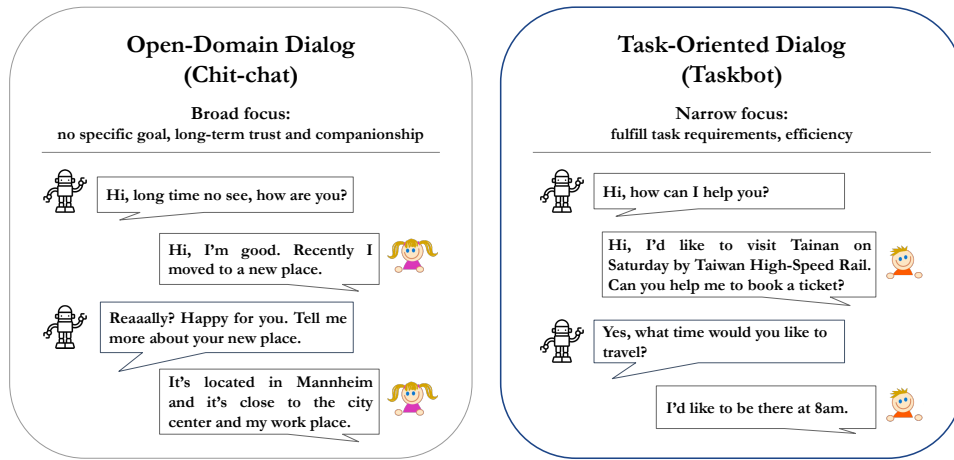 Open-Domain Dialog
(Chit-chat)
Broad focus:
no specific goal, long-term trust and companionship
Hi, long time no see, how are you?
Hi, I'm good. Recently I
moved to a new place.
Reaaally? Happy for you. Tell me
more about your new place.
It's located in Mannheim
and it's close to the city
center and my work place.
Task-Oriented Dialog
(Taskbot)
Narrow focus:
fulfill task requirements, efficiency
Hi, how can I help you?
Hi, I'd like to visit Tainan on
Saturday by Taiwan High-Speed Rail.
Can you help me to book a ticket?
Yes, what time would you like to
travel?
I'd like to be there at 8am.